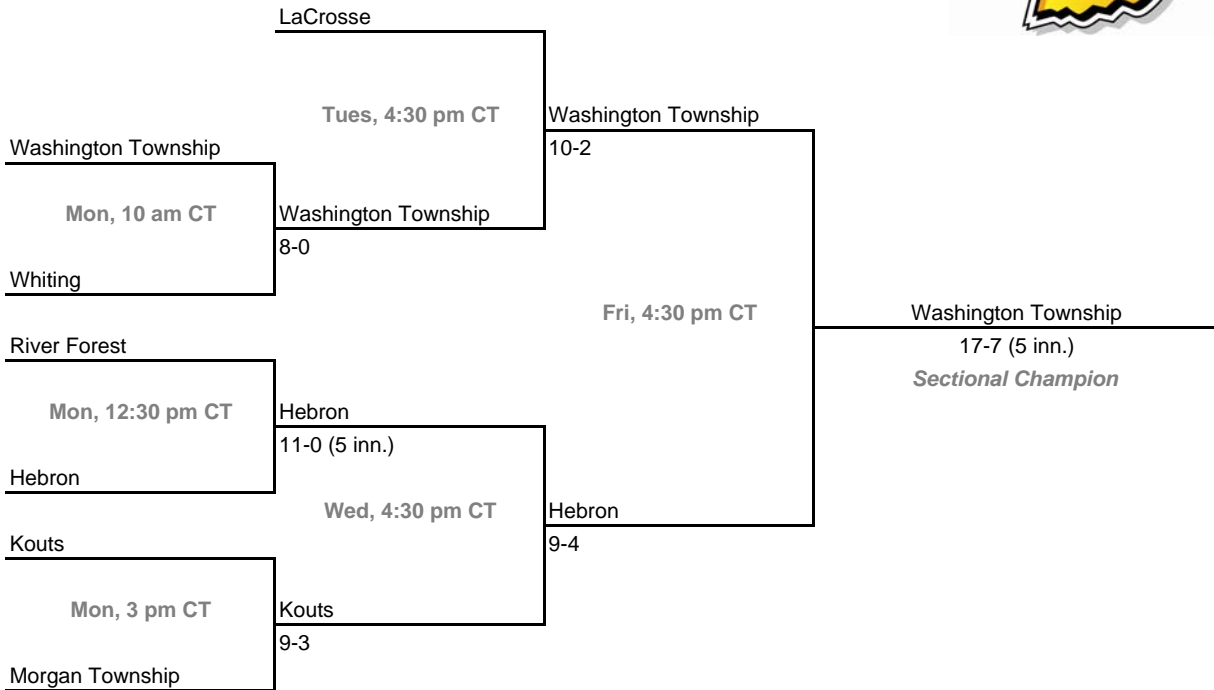 LaCrosse
Tues, 4:30 pm CT
Washington Township
Washington Township
10-2
Mon, 10 am CT
Washington Township
8-0
Whiting
Fri, 4:30 pm CT
Washington Township
River Forest
17-7 (5 inn.)
Sectional Champion
Mon, 12:30 pm CT
Hebron
11-0 (5 inn.)
Hebron
Wed, 4:30 pm CT
Hebron
Kouts
9-4
Mon, 3 pm CT
Kouts
9-3
Morgan Township